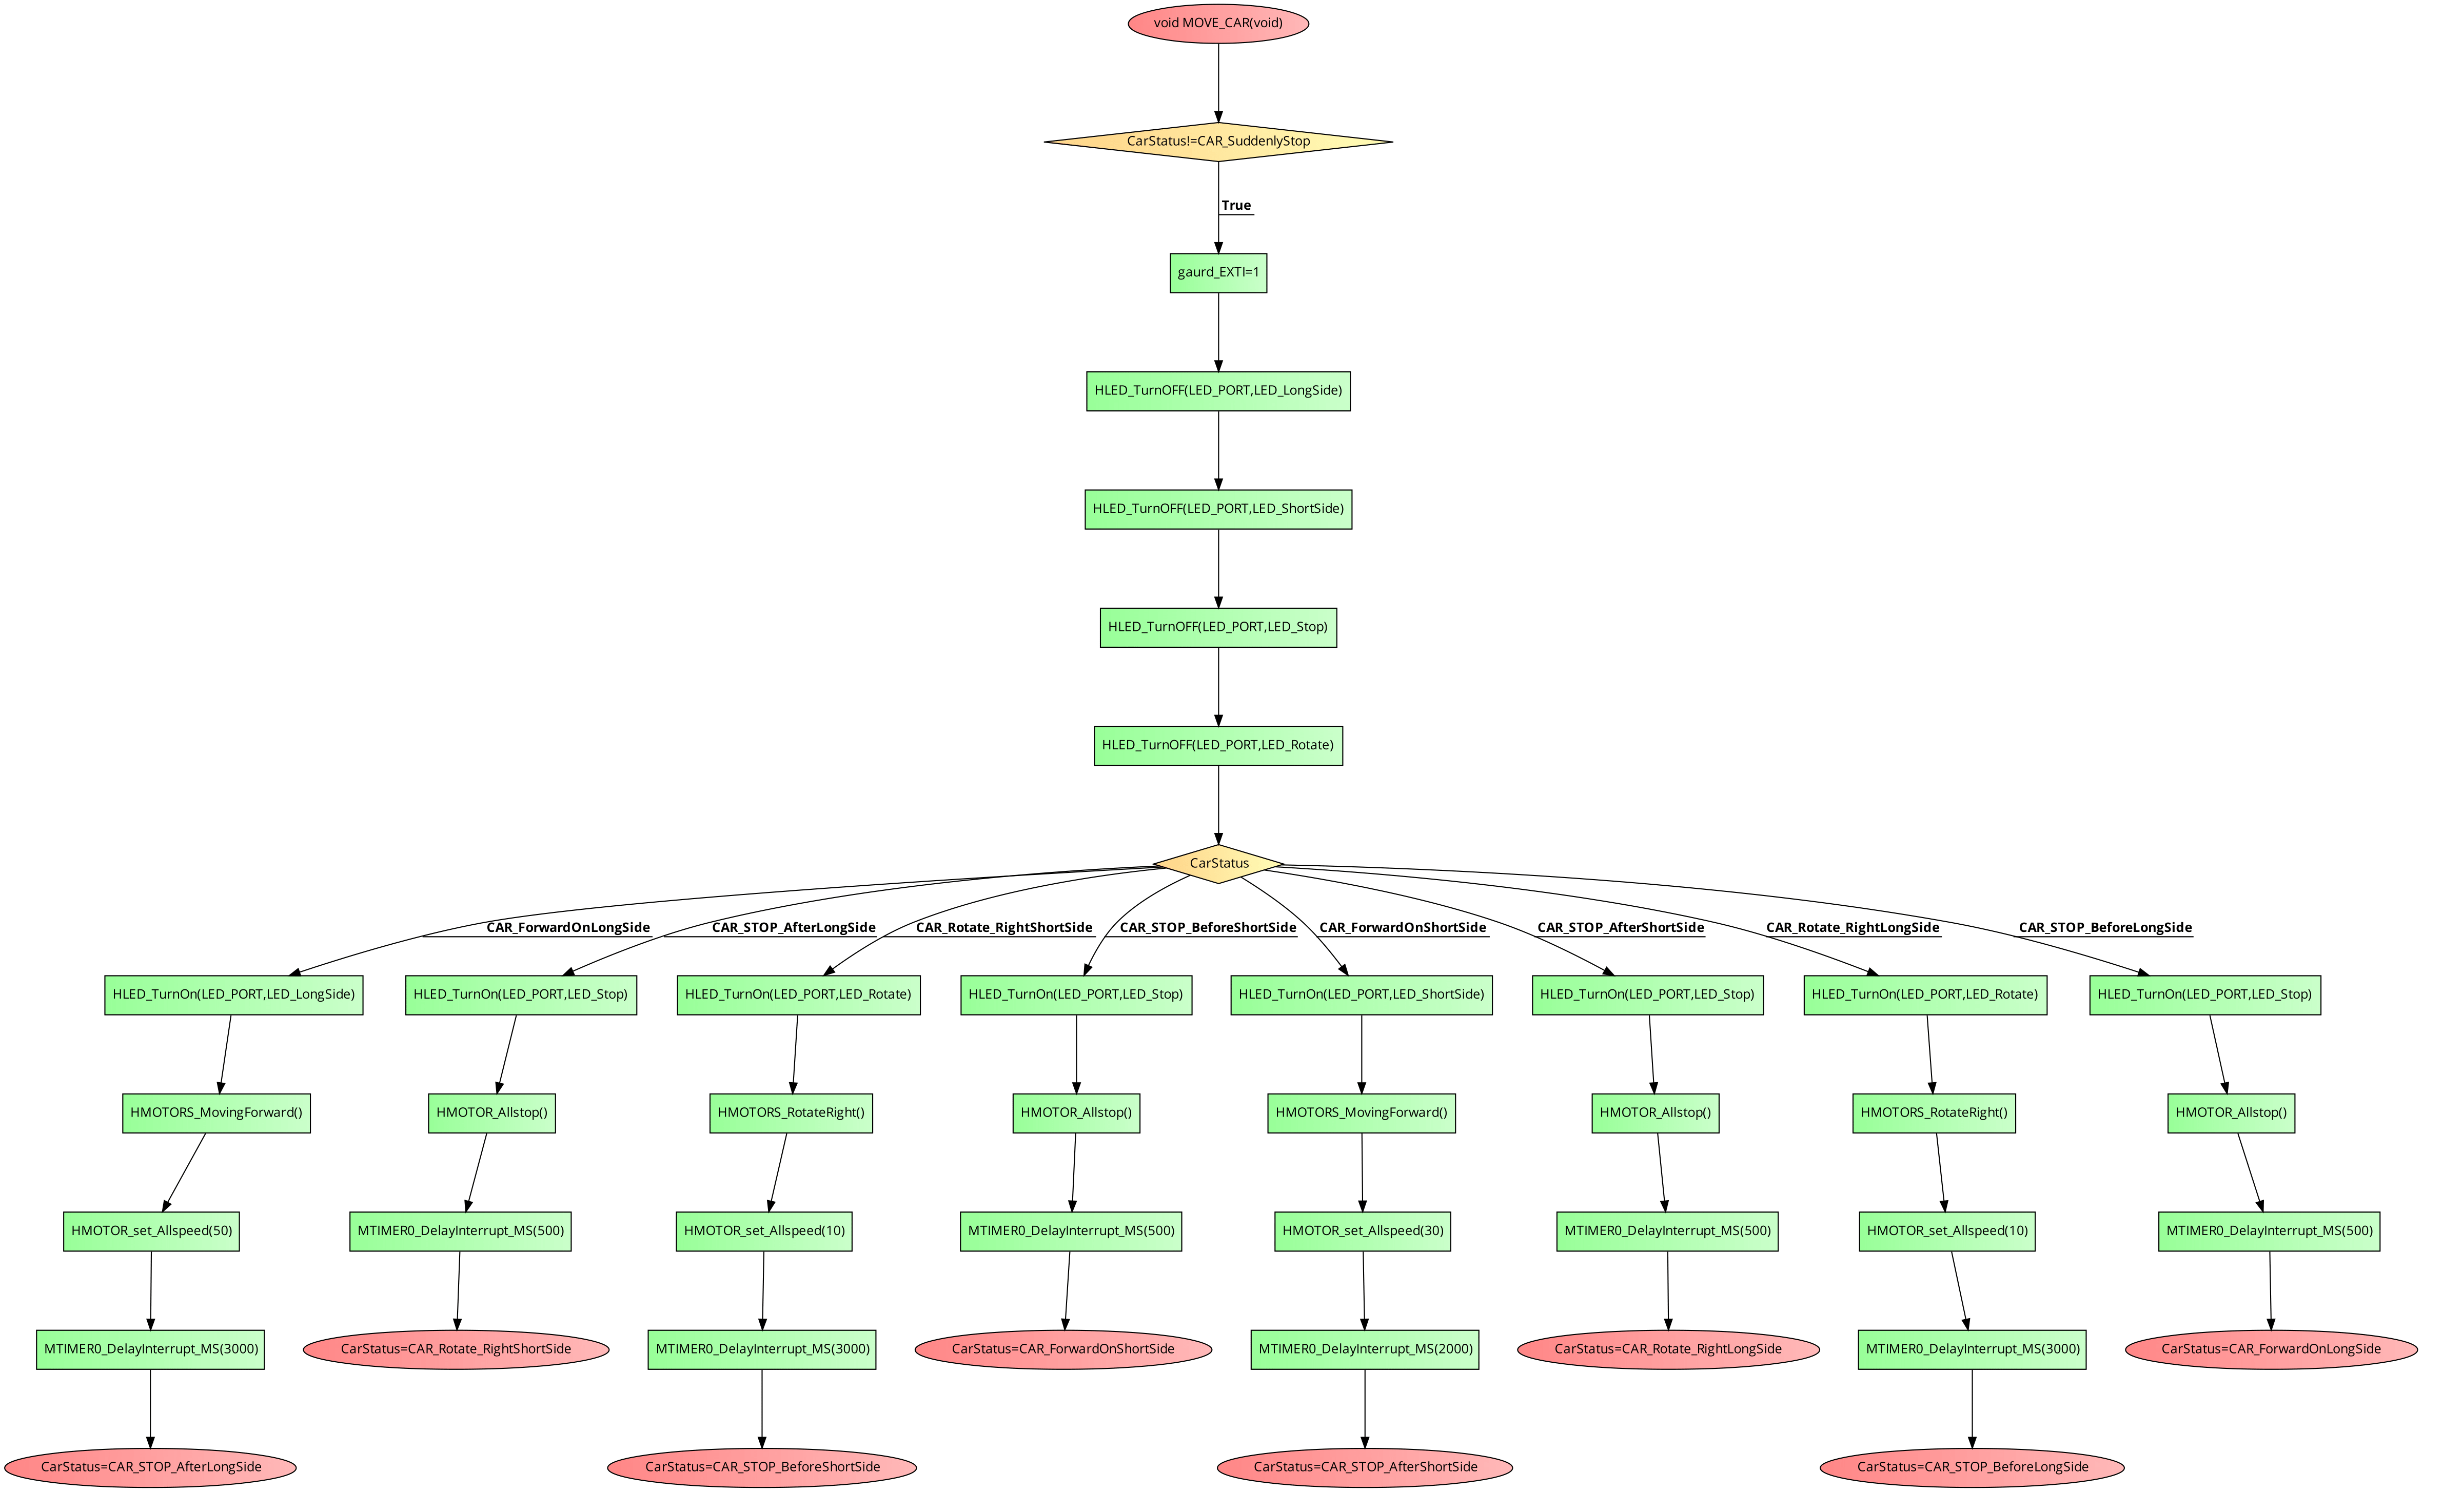 void MOVE_CAR(void)
CarStatus!=CAR_SuddenlyStop
True
gaurd_EXTI=1
HLED_TurnOFF(LED_PORT,LED_LongSide)
HLED_TurnOFF(LED_PORT,LED_ShortSide)
HLED_TurnOFF(LED_PORT,LED_Stop)
HLED_TurnOFF(LED_PORT,LED_Rotate)
CarStatus
CAR_ForwardOnLongSide
CAR_STOP_AfterLongSide
CAR_Rotate_RightShortSide
CAR_STOP_BeforeShortSide
CAR_ForwardOnShortSide
CAR_STOP_AfterShortSide
CAR_Rotate_RightLongSide
CAR_STOP_BeforeLongSide
HLED_TurnOn(LED_PORT,LED_LongSide)
HLED_TurnOn(LED_PORT,LED_Stop)
HLED_TurnOn(LED_PORT,LED_Rotate)
HLED_TurnOn(LED_PORT,LED_Stop)
HLED_TurnOn(LED_PORT,LED_ShortSide)
HLED_TurnOn(LED_PORT,LED_Stop)
HLED_TurnOn(LED_PORT,LED_Rotate)
HLED_TurnOn(LED_PORT,LED_Stop)
HMOTORS_MovingForward()
HMOTOR_Allstop()
HMOTORS_RotateRight()
HMOTOR_Allstop()
HMOTORS_MovingForward()
HMOTOR_Allstop()
HMOTORS_RotateRight()
HMOTOR_Allstop()
HMOTOR_set_Allspeed(50)
MTIMER0_DelayInterrupt_MS(500)
HMOTOR_set_Allspeed(10)
MTIMER0_DelayInterrupt_MS(500)
HMOTOR_set_Allspeed(30)
MTIMER0_DelayInterrupt_MS(500)
HMOTOR_set_Allspeed(10)
MTIMER0_DelayInterrupt_MS(500)
MTIMER0_DelayInterrupt_MS(3000)
CarStatus=CAR_Rotate_RightShortSide
MTIMER0_DelayInterrupt_MS(3000)
CarStatus=CAR_ForwardOnShortSide
MTIMER0_DelayInterrupt_MS(2000)
CarStatus=CAR_Rotate_RightLongSide
MTIMER0_DelayInterrupt_MS(3000)
CarStatus=CAR_ForwardOnLongSide
CarStatus=CAR_STOP_AfterLongSide
CarStatus=CAR_STOP_BeforeShortSide
CarStatus=CAR_STOP_AfterShortSide
CarStatus=CAR_STOP_BeforeLongSide